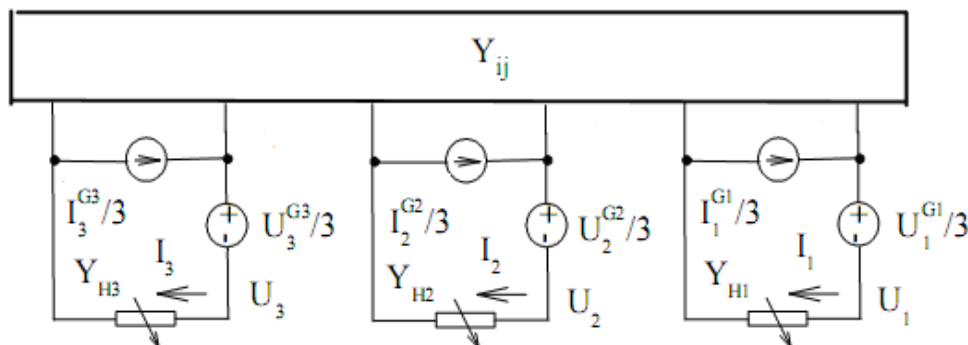 Y_ij
I_3^G3/3 U_3^G3/3 I_2^G2/3 U_2^G2/3 I_1^G1/3 U_1^G1/3
Y_H3 I_3 U_3 Y_H2 I_2 U_2 Y_H1 I_1 U_1